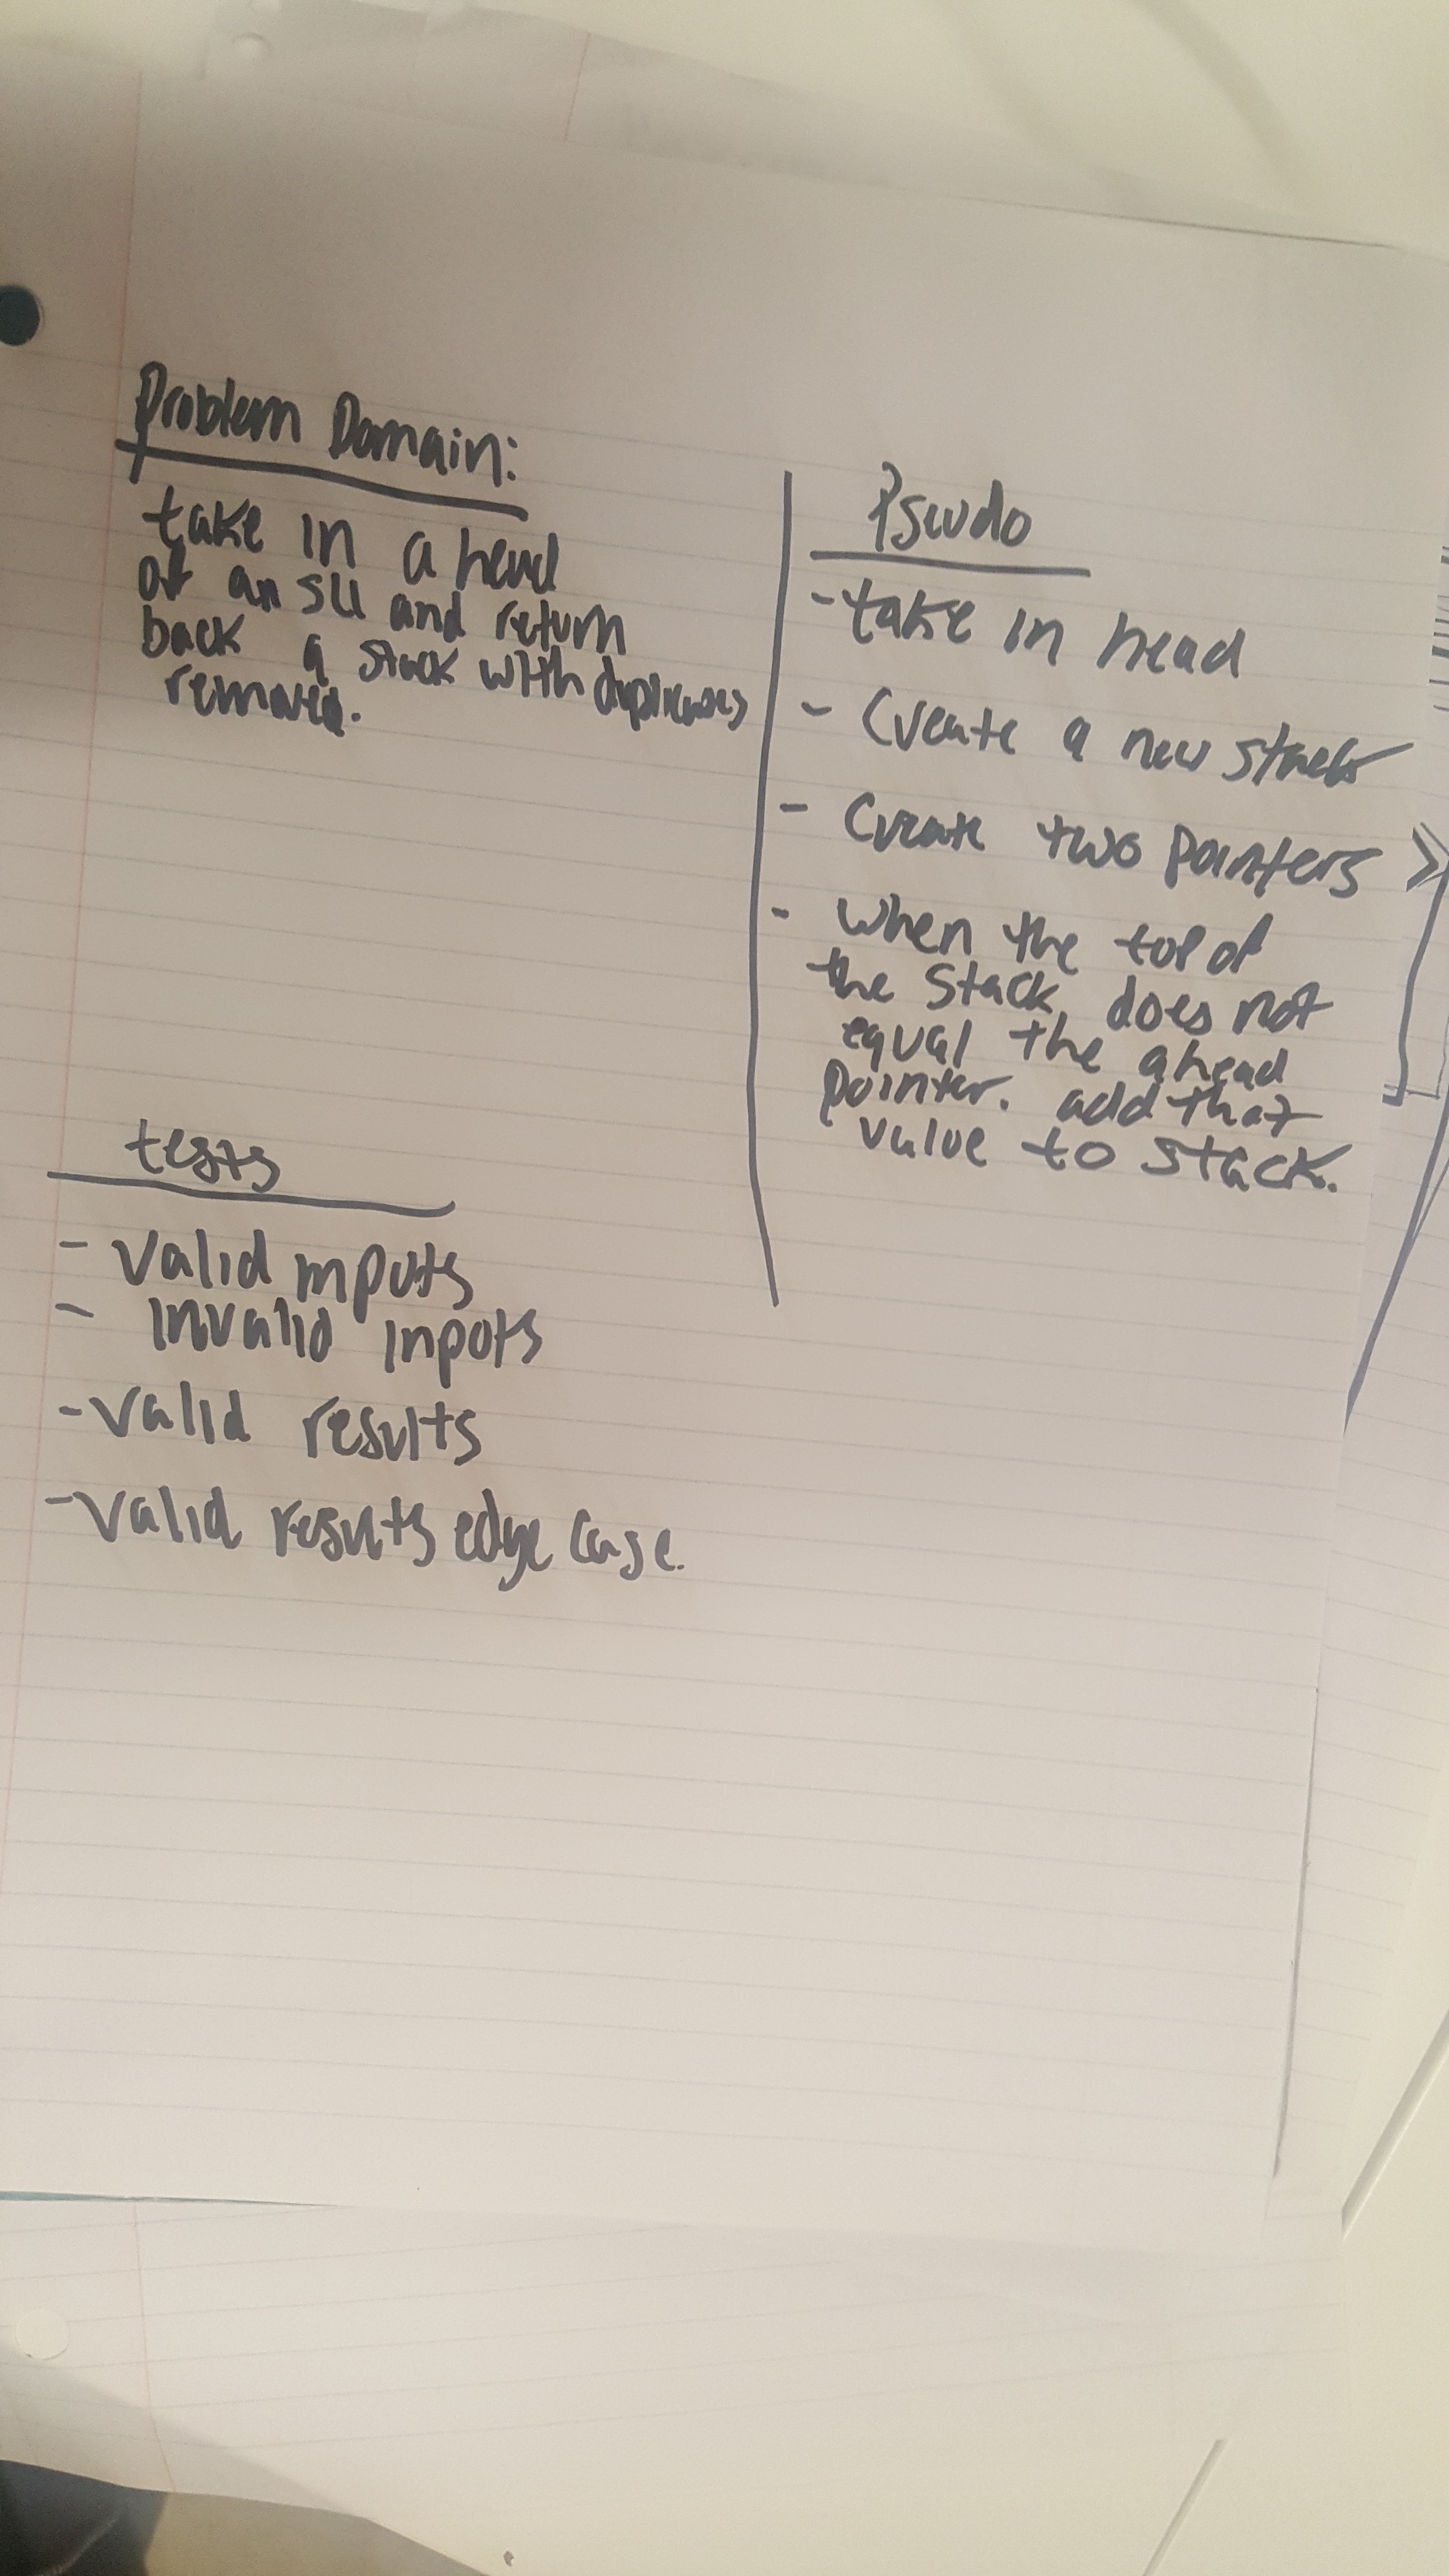 Problem Domain:
take in a head
of an SLL and return
back a stack with duplicates
removed.
tests
- valid inputs
- Invalid inputs
- valid results
- valid results edge case.
Pseudo
- take in head
- Create a new stack
- Create two pointers
- when the top of
the stack does not
equal the ahead
pointer. add that
value to stack.